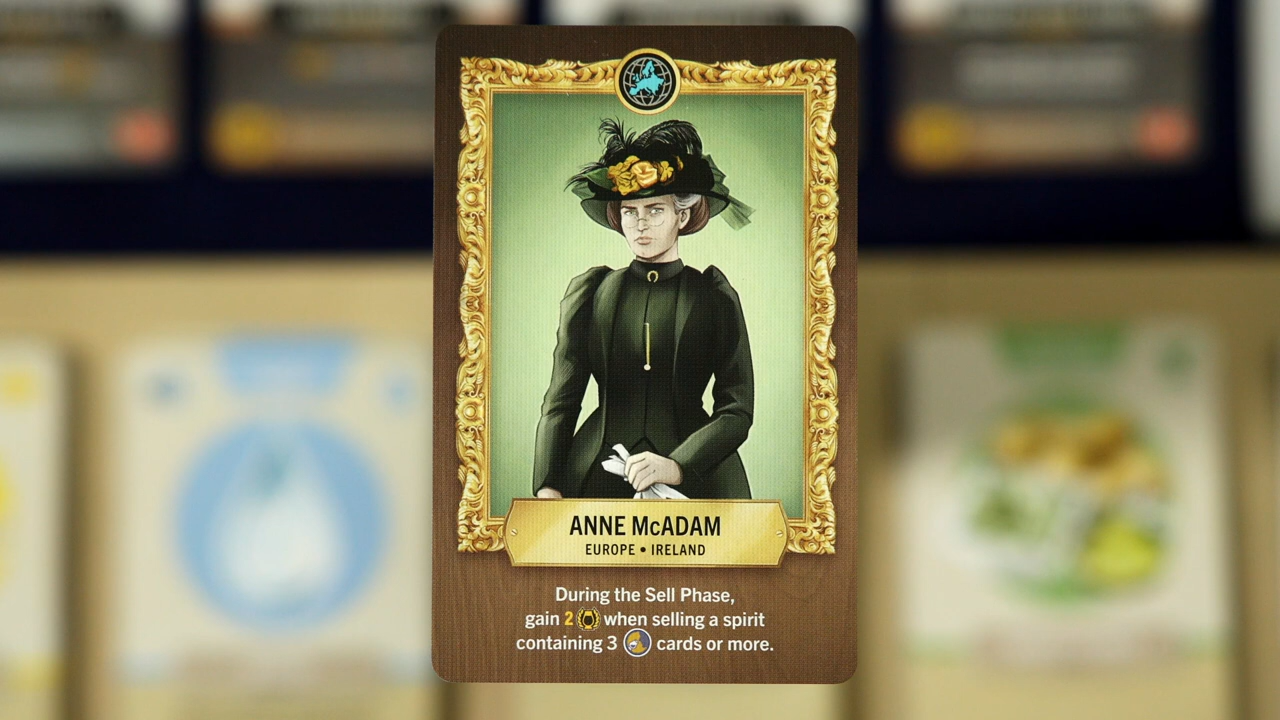 ANNE McADAM
EUROPE • IRELAND
During the Sell Phase,
gain 2 when selling a spirit
containing 3 cards or more.